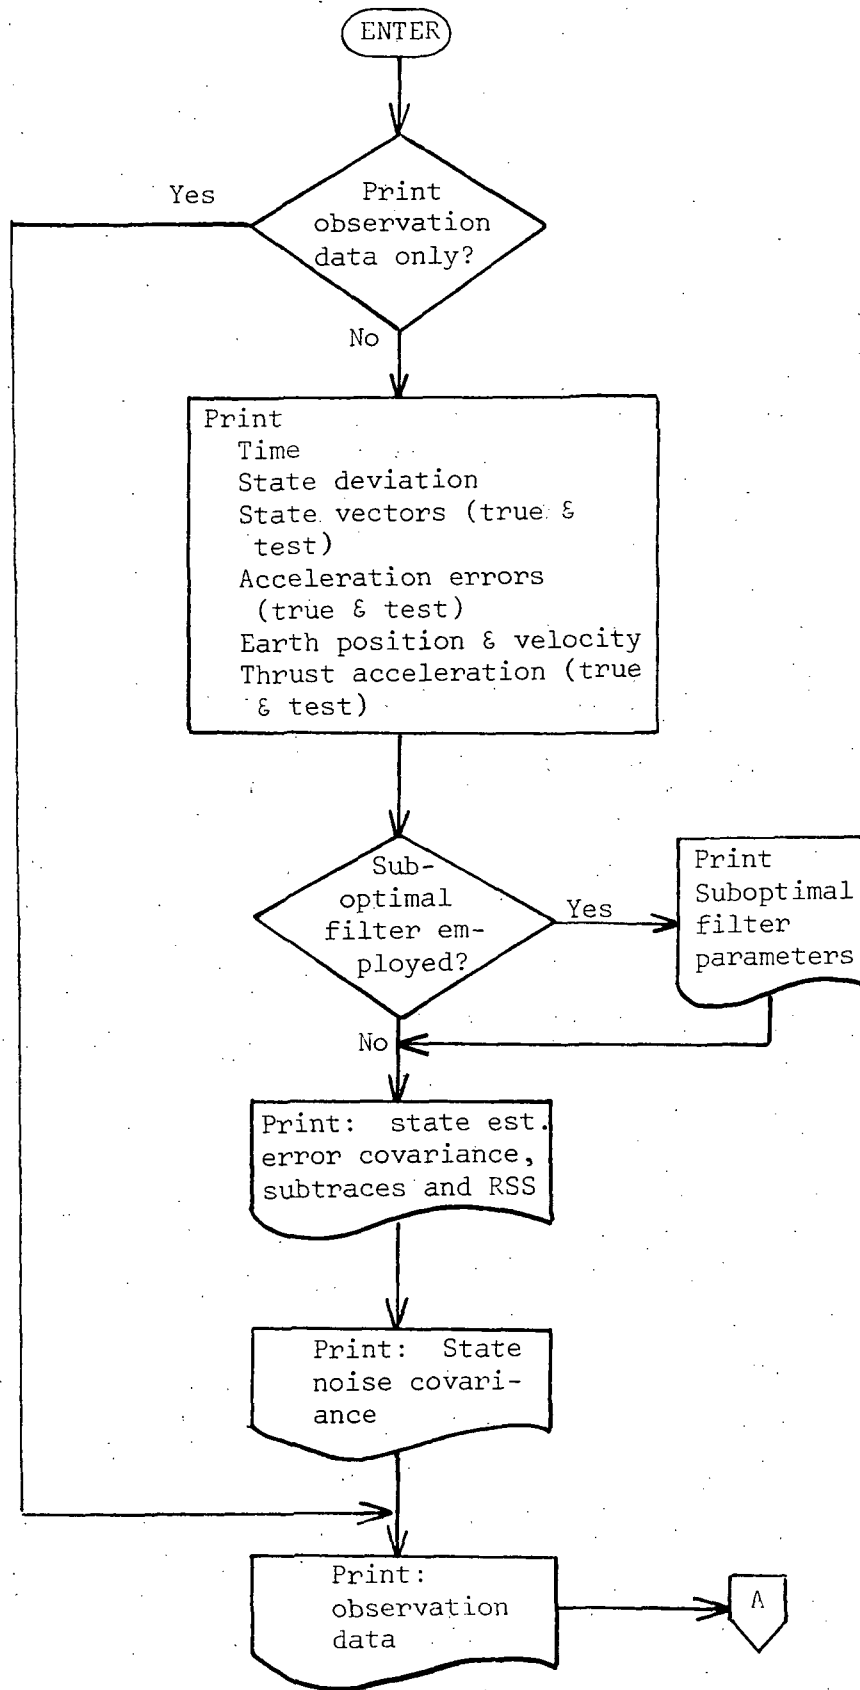 ENTER
Yes
Print
observation
data only?
No
Print
Time
State deviation
State vectors (true &
test)
Acceleration errors
(true & test)
Earth position & velocity
Thrust acceleration (true
& test)
Sub-
optimal
filter em-
ployed?
Yes
Print
Suboptimal
filter
parameters
No
Print: state est.
error covariance,
subtraces and RSS
Print: State
noise covari-
ance
Print:
observation
data
A